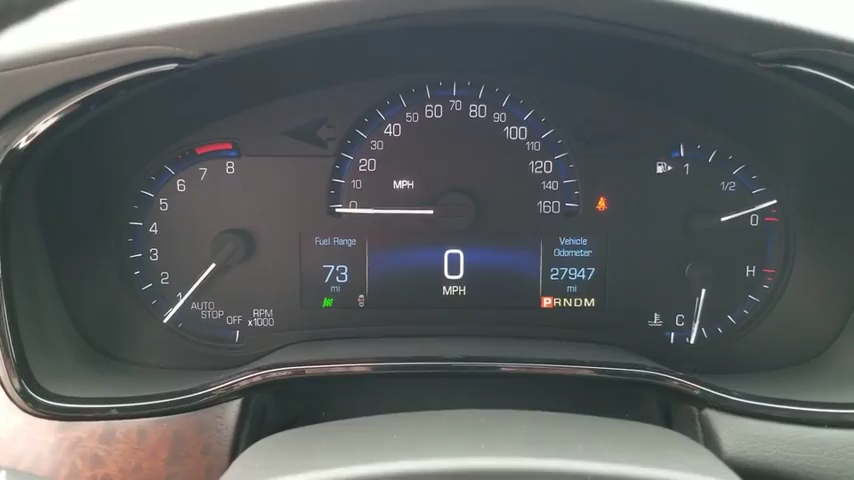 1
2
3
4
5
6
7
8
AUTO STOP
OFF
RPM
x1000
0
10
20
30
40
50
60
70
80
90
100
110
120
140
160
MPH
Fuel Range
73
mi
0
MPH
Vehicle
Odometer
27947
mi
PRNDM
1
1/2
0
H
C